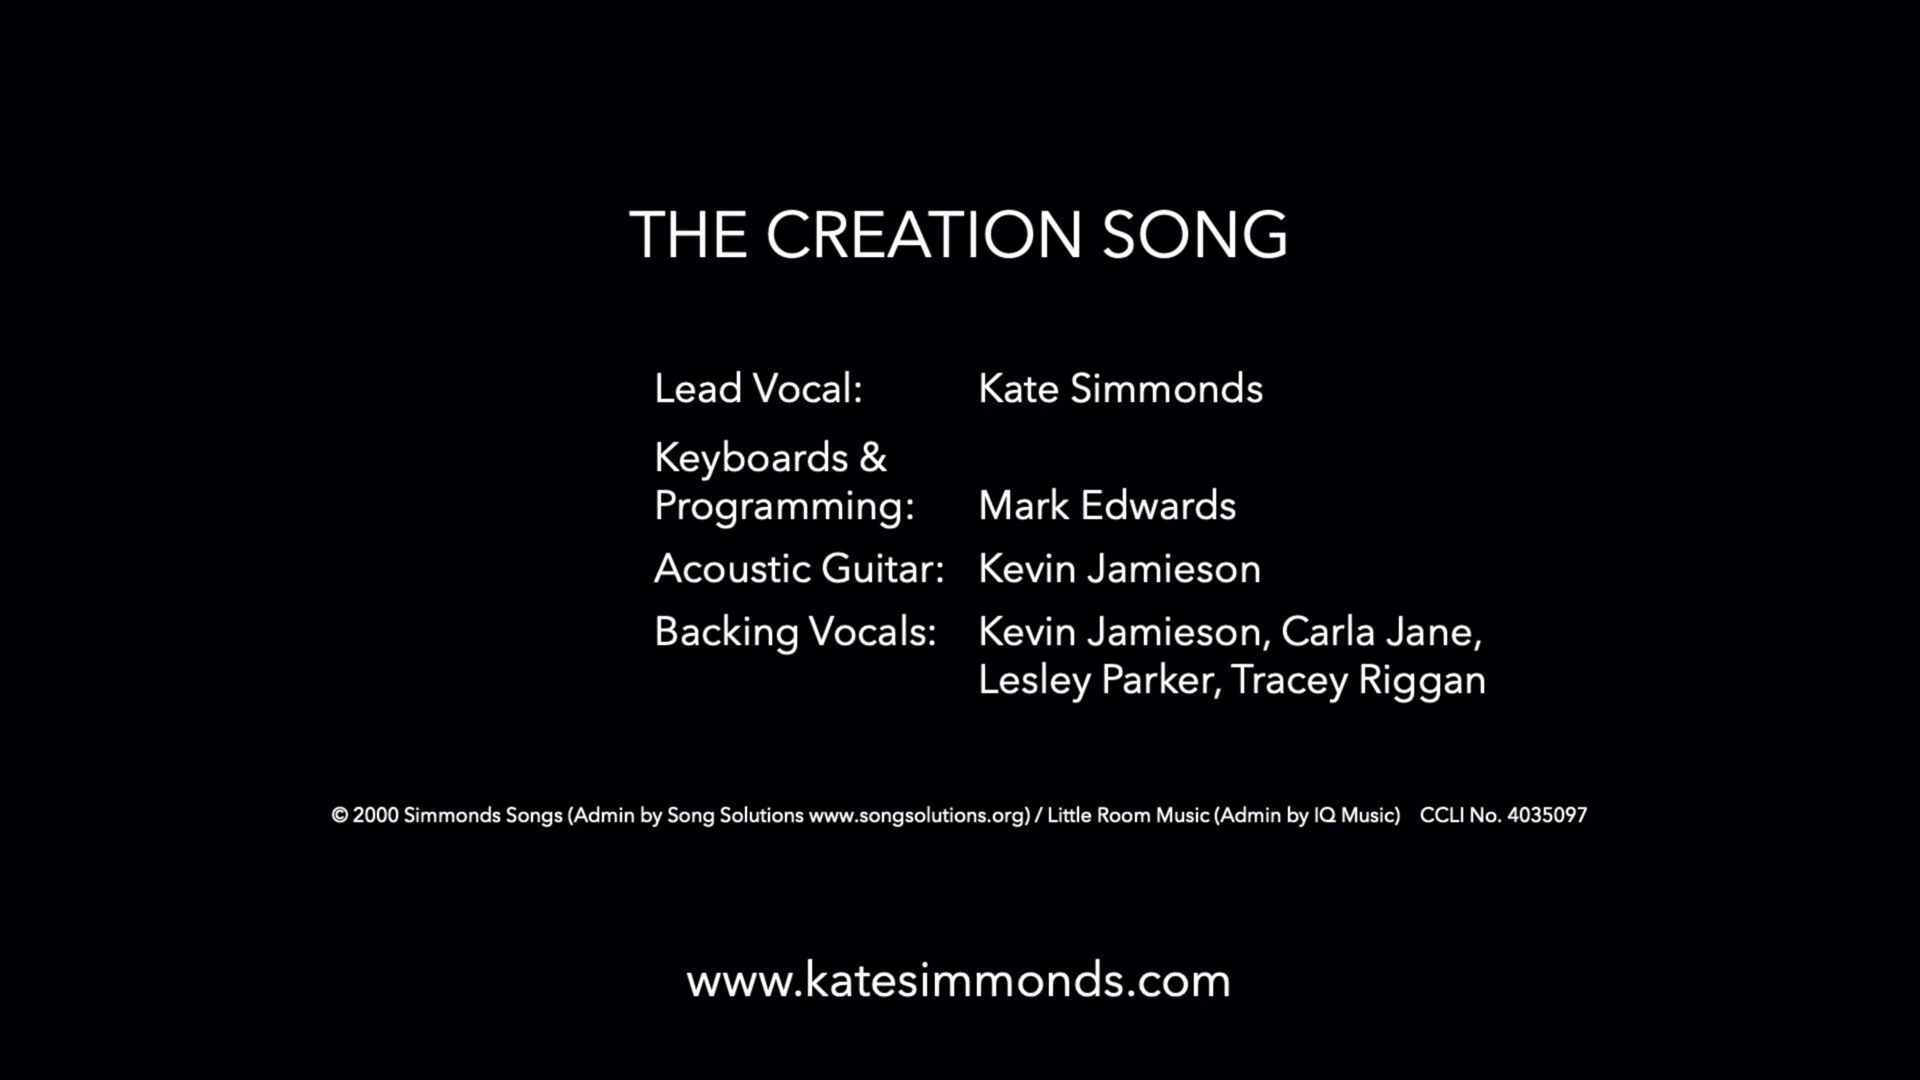 THE CREATION SONG
Lead Vocal: Kate Simmonds
Keyboards &
Programming: Mark Edwards
Acoustic Guitar: Kevin Jamieson
Backing Vocals: Kevin Jamieson, Carla Jane,
Lesley Parker, Tracey Riggan
© 2000 Simmonds Songs (Admin by Song Solutions www.songsolutions.org) / Little Room Music (Admin by IQ Music) CCLI No. 4035097
www.katesimmonds.com